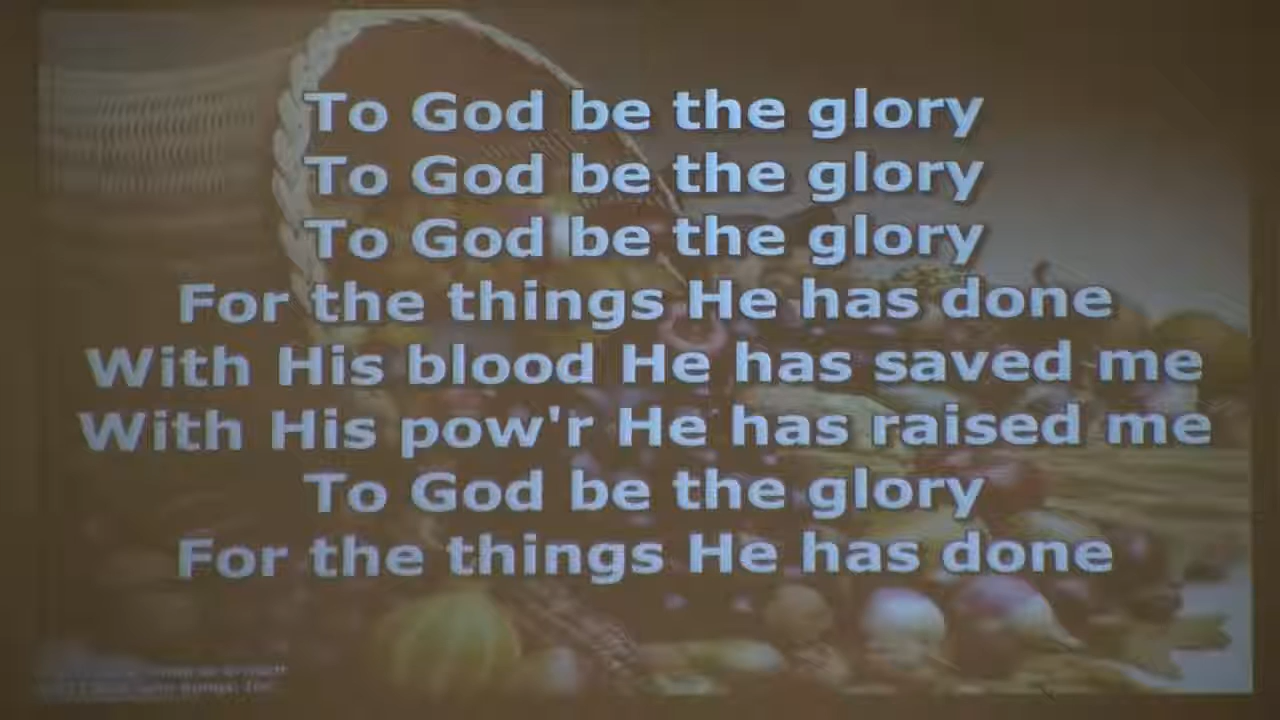 To God be the glory
To God be the glory
To God be the glory
For the things He has done
With His blood He has saved me
With His pow'r He has raised me
To God be the glory
For the things He has done